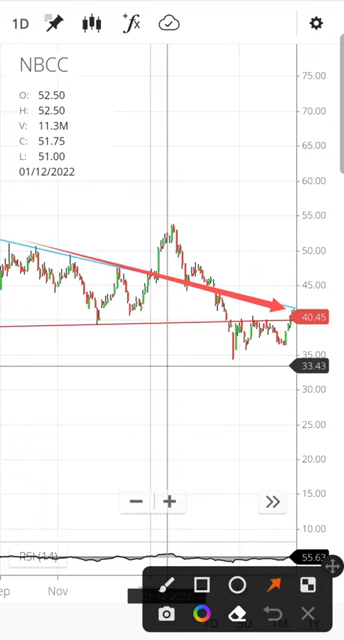 1D
NBCC
O: 52.50
H: 52.50
V: 11.3M
C: 51.75
L: 51.00
01/12/2022
75.00
70.00
65.00
60.00
55.00
50.00
45.00
40.45
35.00
33.43
30.00
25.00
20.00
15.00
10.00
RSI(14)
55.63
Nov
1M
1Y